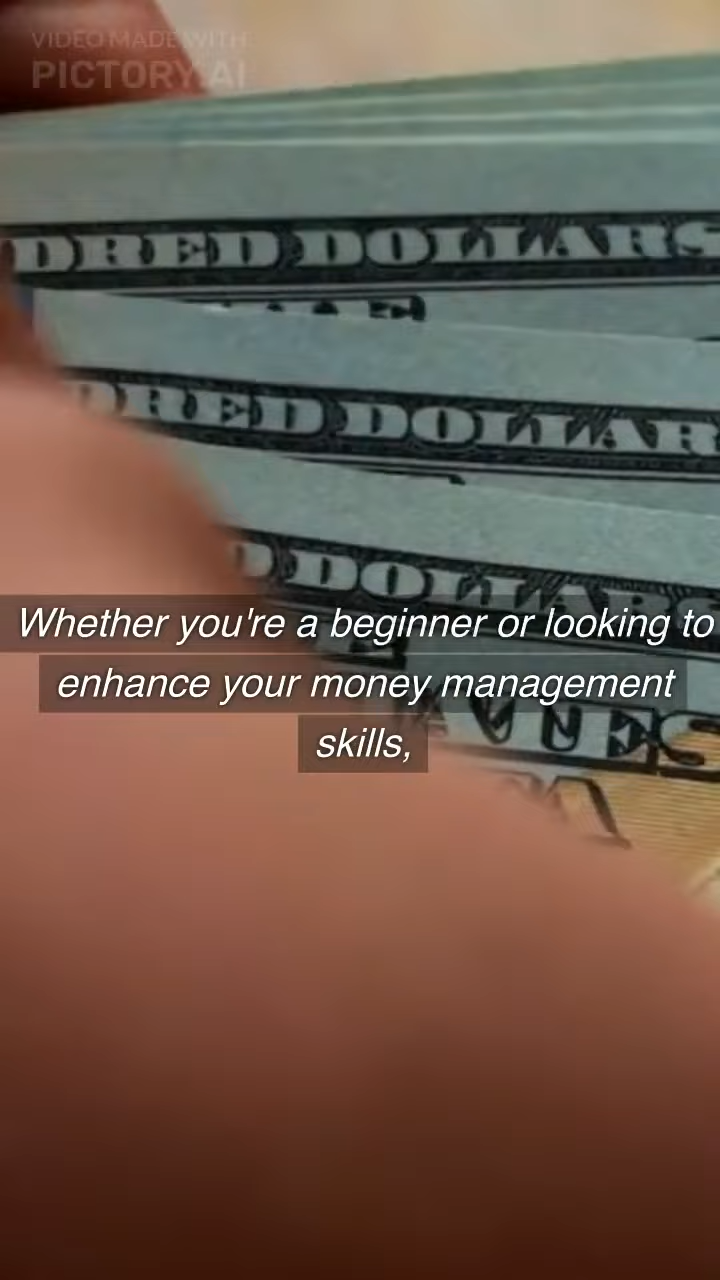 VIDEO MADE WITH
PICTORY.AI
DRED DOLLARS
DRED DOLLAR
D DOLLARS
Whether you're a beginner or looking to
enhance your money management
skills,